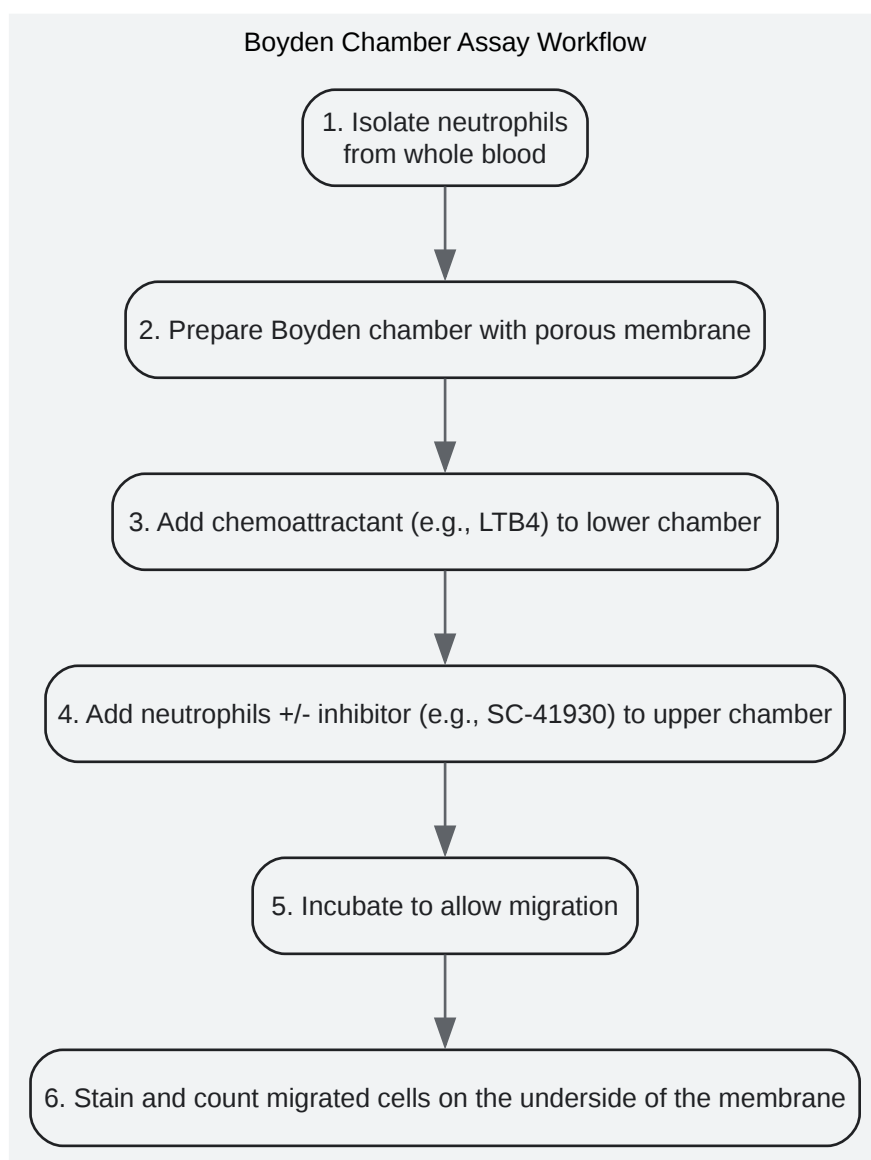 Boyden Chamber Assay Workflow
1. Isolate neutrophils
from whole blood
2. Prepare Boyden chamber with porous membrane
3. Add chemoattractant (e.g., LTB4) to lower chamber
4. Add neutrophils +/- inhibitor (e.g., SC-41930) to upper chamber
5. Incubate to allow migration
6. Stain and count migrated cells on the underside of the membrane